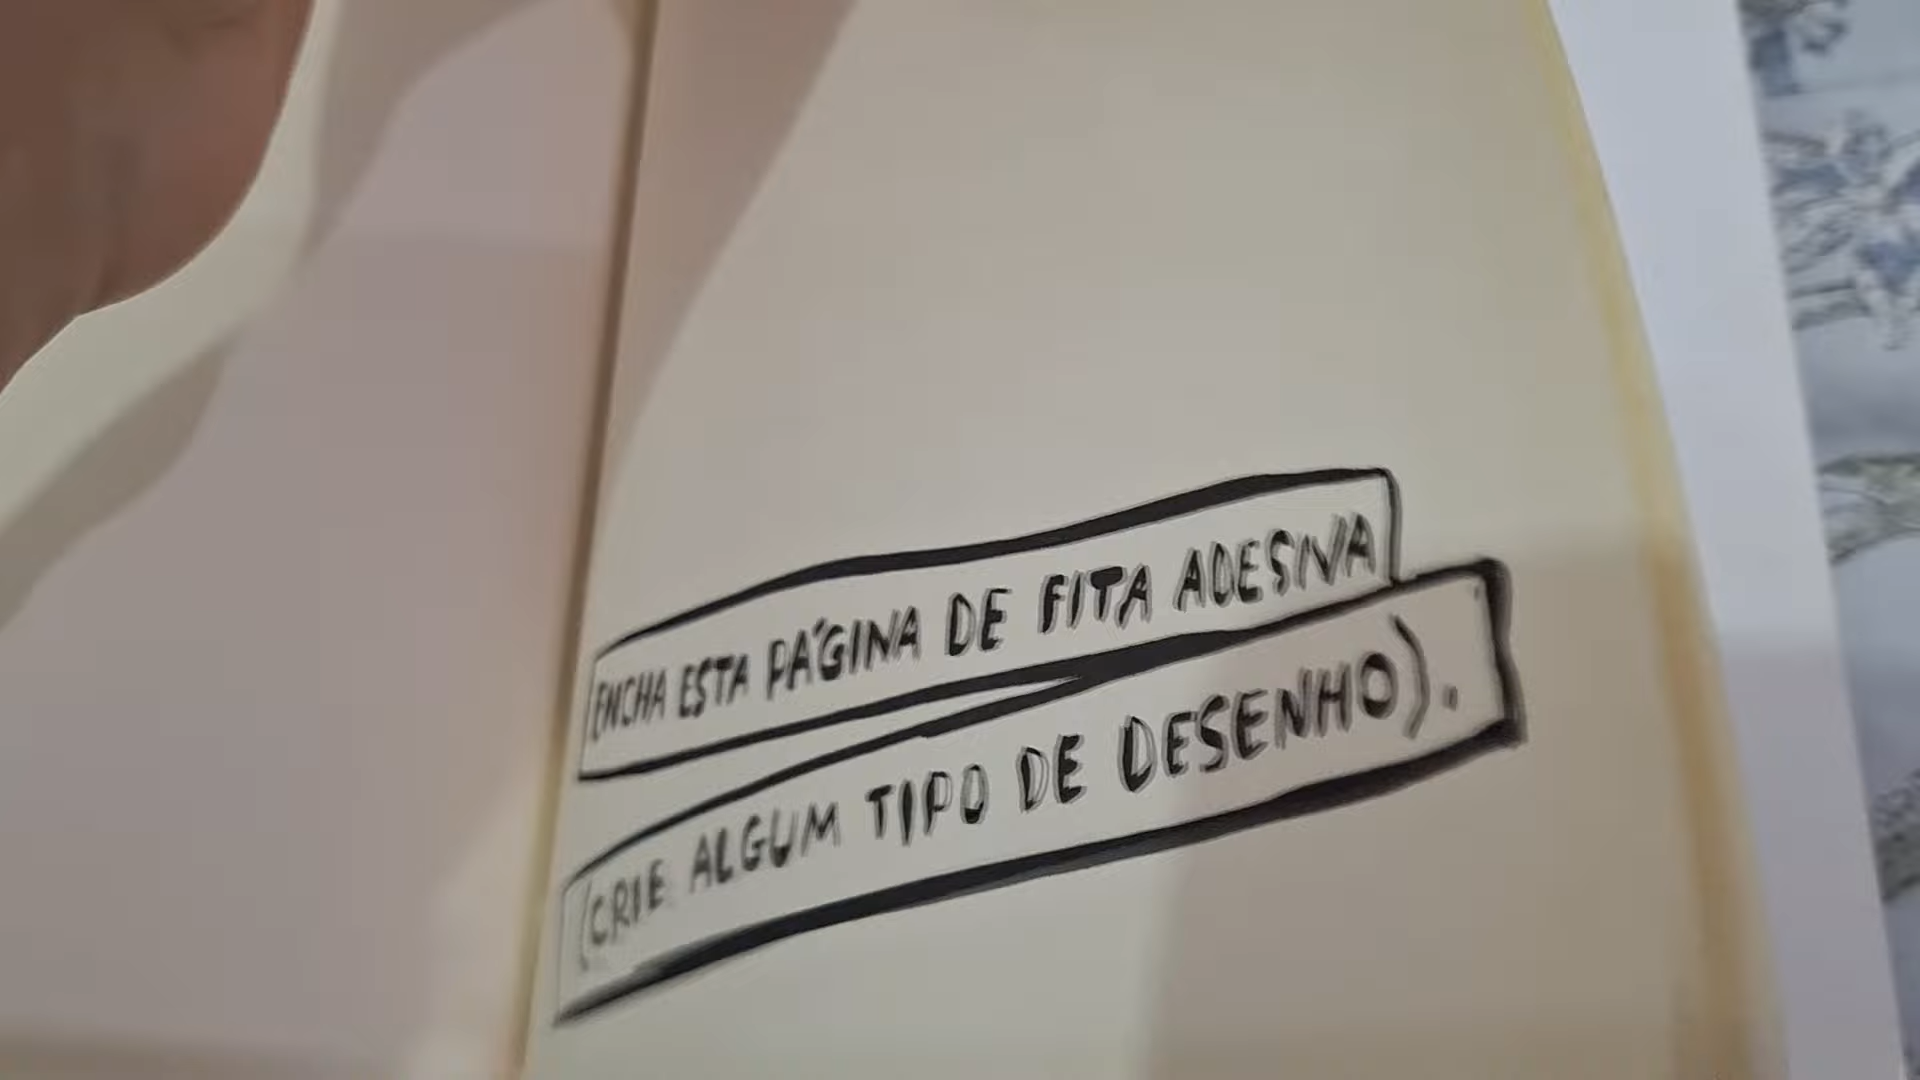 ENCHA ESTA PÁGINA DE FITA ADESIVA
(CRIE ALGUM TIPO DE DESENHO).